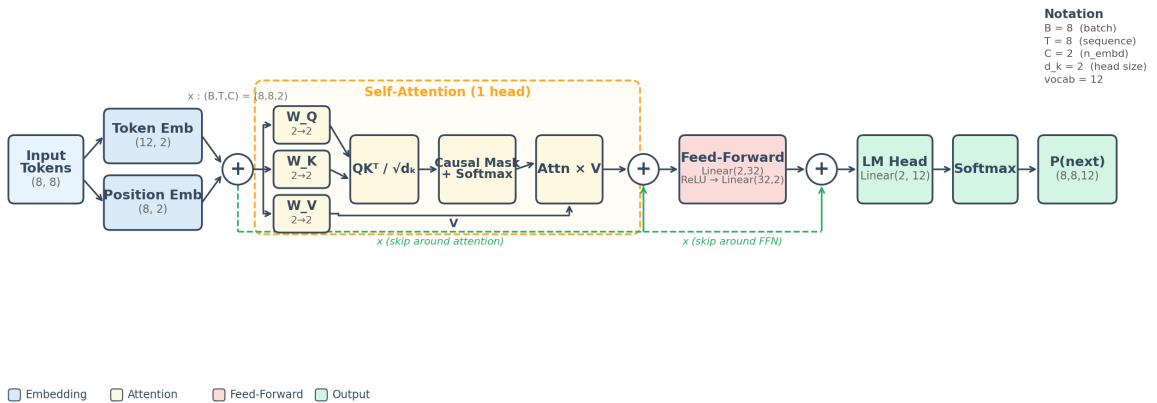 Notation
B = 8  (batch)
T = 8  (sequence)
C = 2  (n_embd)
d_k = 2  (head size)
vocab = 12
x : (B,T,C) = (8,8,2)
Self-Attention (1 head)
Input
Tokens
(8, 8)
Token Emb
(12, 2)
Position Emb
(8, 2)
+
W_Q
2→2
W_K
2→2
W_V
2→2
QKᵀ / √dₖ
Causal Mask
+ Softmax
Attn × V
V
+
Feed-Forward
Linear(2,32)
ReLU → Linear(32,2)
+
LM Head
Linear(2, 12)
Softmax
P(next)
(8,8,12)
x (skip around attention)
x (skip around FFN)
Embedding
Attention
Feed-Forward
Output